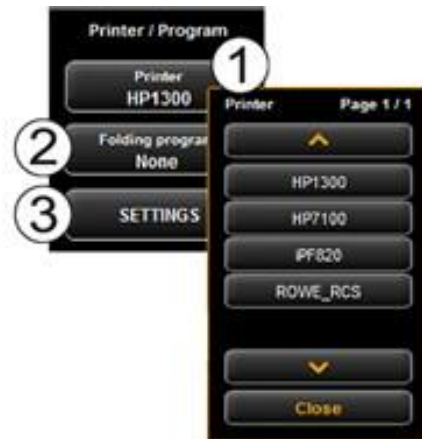 Printer / Program
1
Printer
HP1300
2
Folding program
None
3
SETTINGS
Printer Page 1 / 1
HP1300
HP7100
iPF820
ROWE_RCS
Close